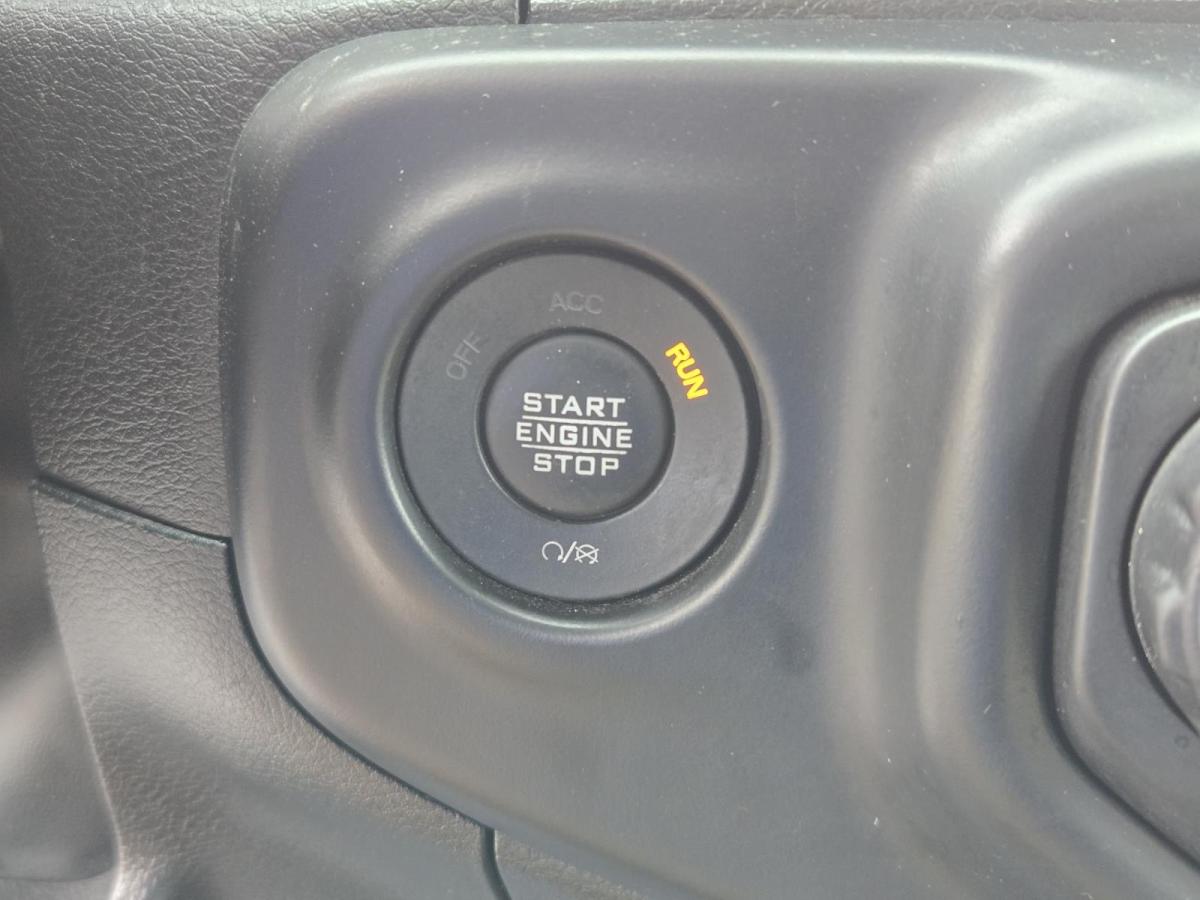 ACC
OFF
RUN
START
ENGINE
STOP